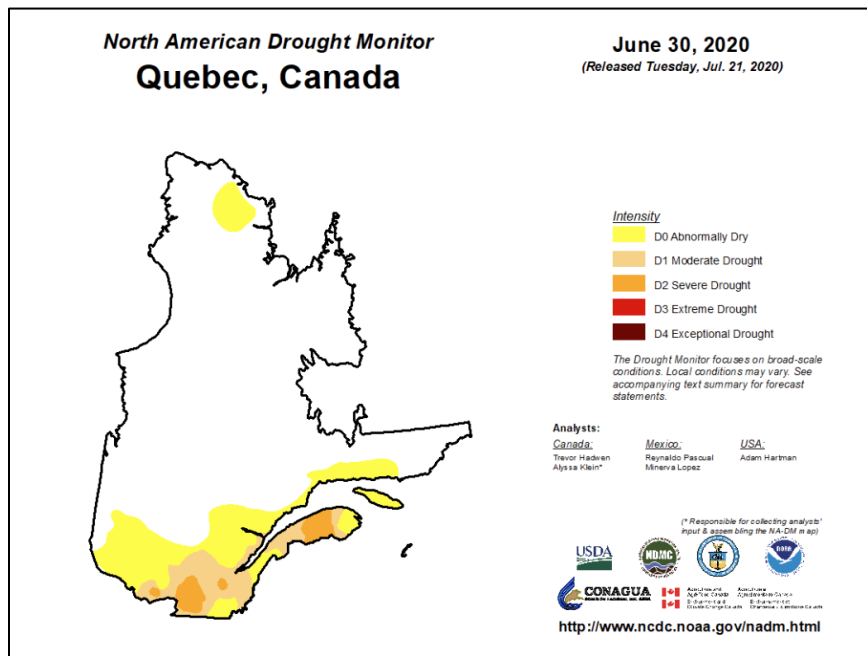 North American Drought Monitor
Quebec, Canada
June 30, 2020
(Released Tuesday, Jul. 21, 2020)
Intensity
D0 Abnormally Dry
D1 Moderate Drought
D2 Severe Drought
D3 Extreme Drought
D4 Exceptional Drought
The Drought Monitor focuses on broad-scale
conditions. Local conditions may vary. See
accompanying text summary for forecast
statements.
Analysts:
Canada: Mexico: USA:
Trevor Hadwen Reynaldo Pascual Adam Hartman
Alyssa Klein* Minerva Lopez
(* Responsible for collecting analysts'
input & assembling the NA-DM map)
USDA NDMC NOAA
CONAGUA
http://www.ncdc.noaa.gov/nadm.html